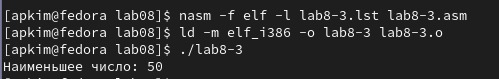 [apkim@fedora lab08]$ nasm -f elf -l lab8-3.lst lab8-3.asm
[apkim@fedora lab08]$ ld -m elf_i386 -o lab8-3 lab8-3.o
[apkim@fedora lab08]$ ./lab8-3
Наименьшее число: 50